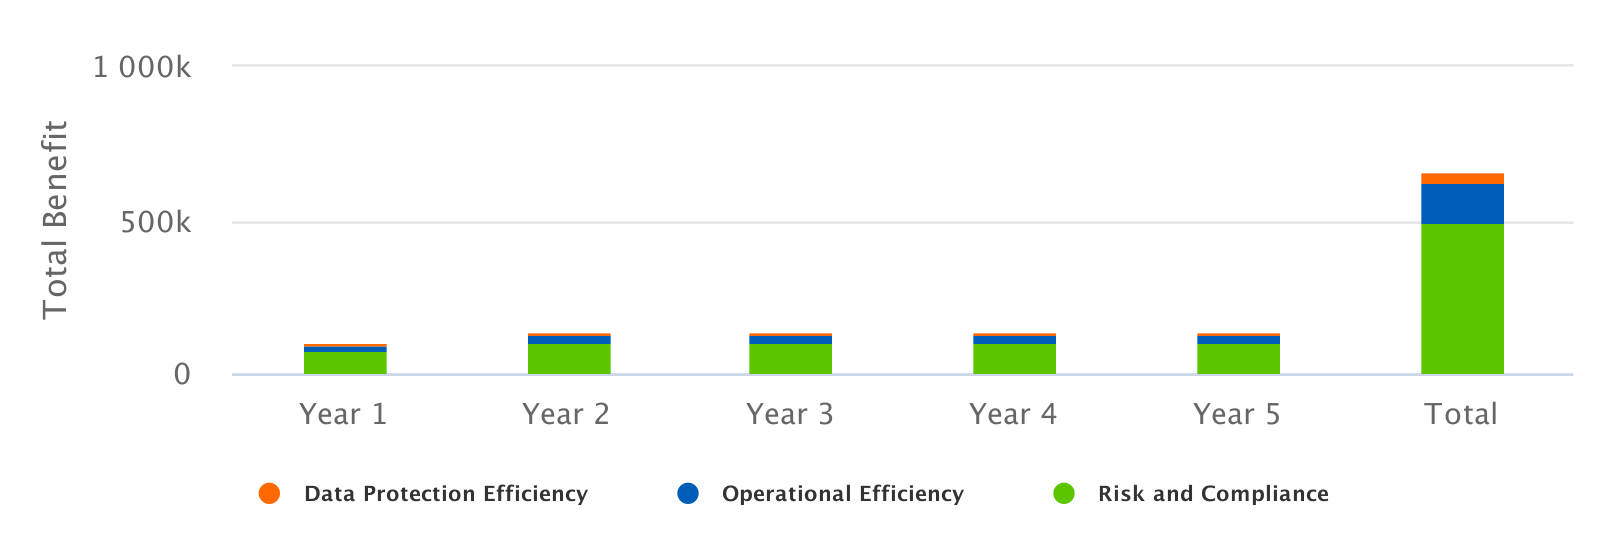 1 000k
500k
0
Total Benefit
Year 1 Year 2 Year 3 Year 4 Year 5 Total
Data Protection Efficiency Operational Efficiency Risk and Compliance